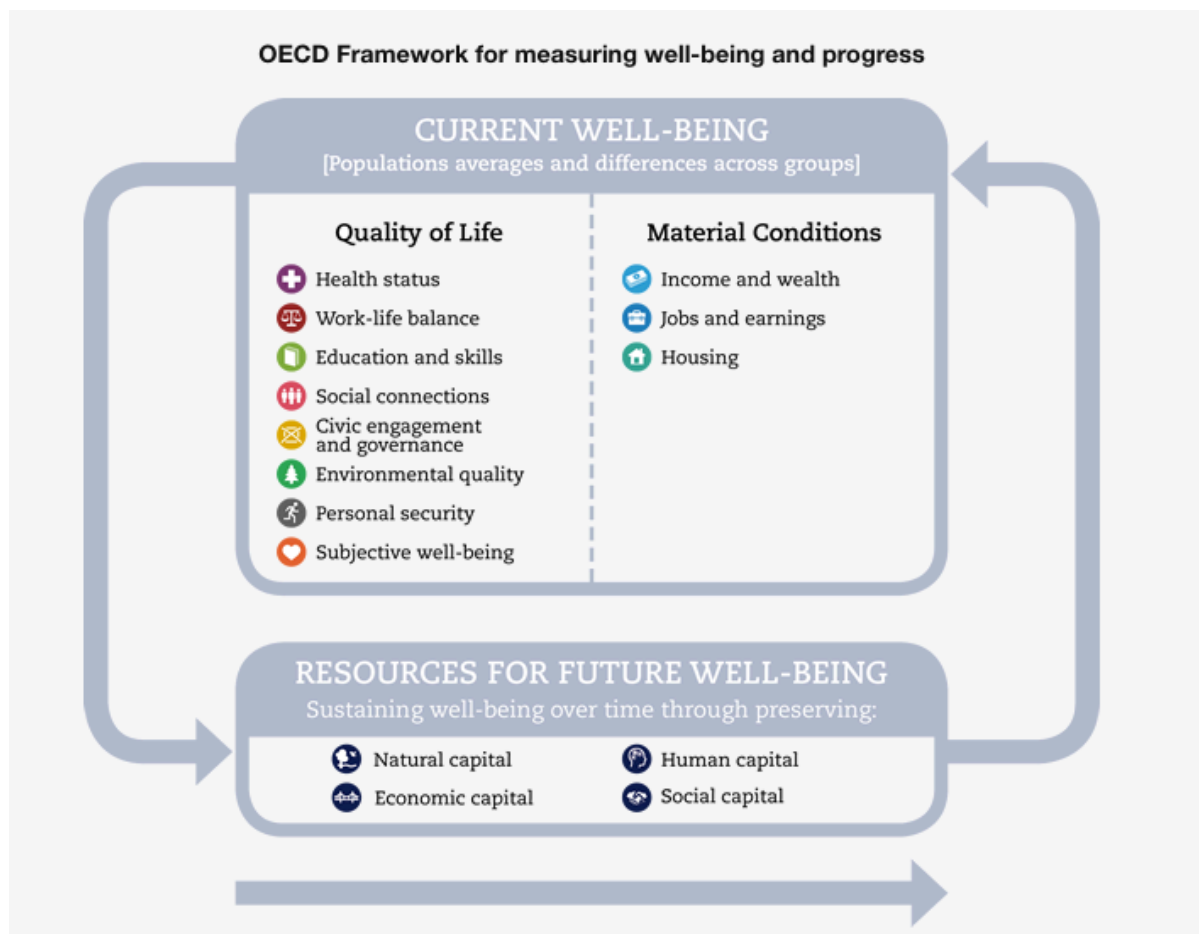 OECD Framework for measuring well-being and progress
CURRENT WELL-BEING
[Populations averages and differences across groups]
Quality of Life
Health status
Work-life balance
Education and skills
Social connections
Civic engagement
and governance
Environmental quality
Personal security
Subjective well-being
Material Conditions
Income and wealth
Jobs and earnings
Housing
RESOURCES FOR FUTURE WELL-BEING
Sustaining well-being over time through preserving:
Natural capital
Economic capital
Human capital
Social capital